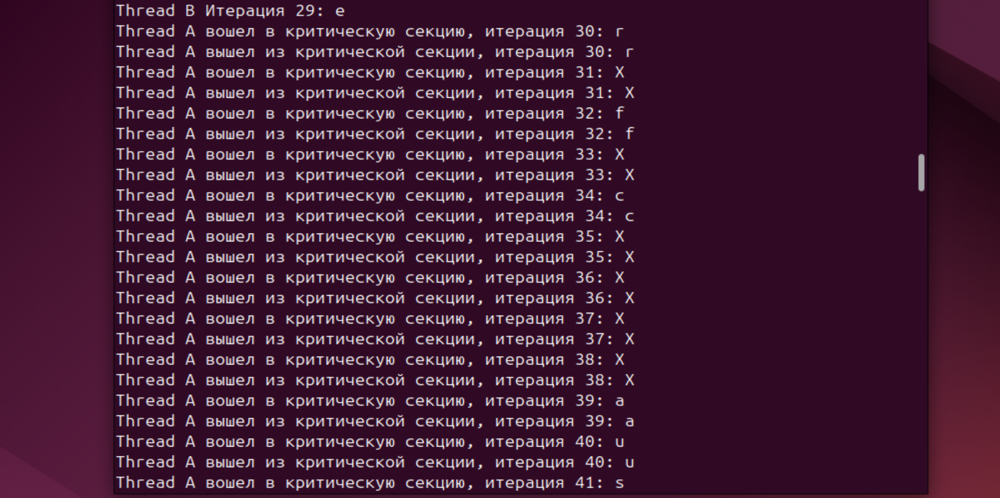 Thread B Итерация 29: e
Thread A вошел в критическую секцию, итерация 30: r
Thread A вышел из критической секции, итерация 30: r
Thread A вошел в критическую секцию, итерация 31: X
Thread A вышел из критической секции, итерация 31: X
Thread A вошел в критическую секцию, итерация 32: f
Thread A вышел из критической секции, итерация 32: f
Thread A вошел в критическую секцию, итерация 33: X
Thread A вышел из критической секции, итерация 33: X
Thread A вошел в критическую секцию, итерация 34: c
Thread A вышел из критической секции, итерация 34: c
Thread A вошел в критическую секцию, итерация 35: X
Thread A вышел из критической секции, итерация 35: X
Thread A вошел в критическую секцию, итерация 36: X
Thread A вышел из критической секции, итерация 36: X
Thread A вошел в критическую секцию, итерация 37: X
Thread A вышел из критической секции, итерация 37: X
Thread A вошел в критическую секцию, итерация 38: X
Thread A вышел из критической секции, итерация 38: X
Thread A вошел в критическую секцию, итерация 39: a
Thread A вышел из критической секции, итерация 39: a
Thread A вошел в критическую секцию, итерация 40: u
Thread A вышел из критической секции, итерация 40: u
Thread A вошел в критическую секцию, итерация 41: s